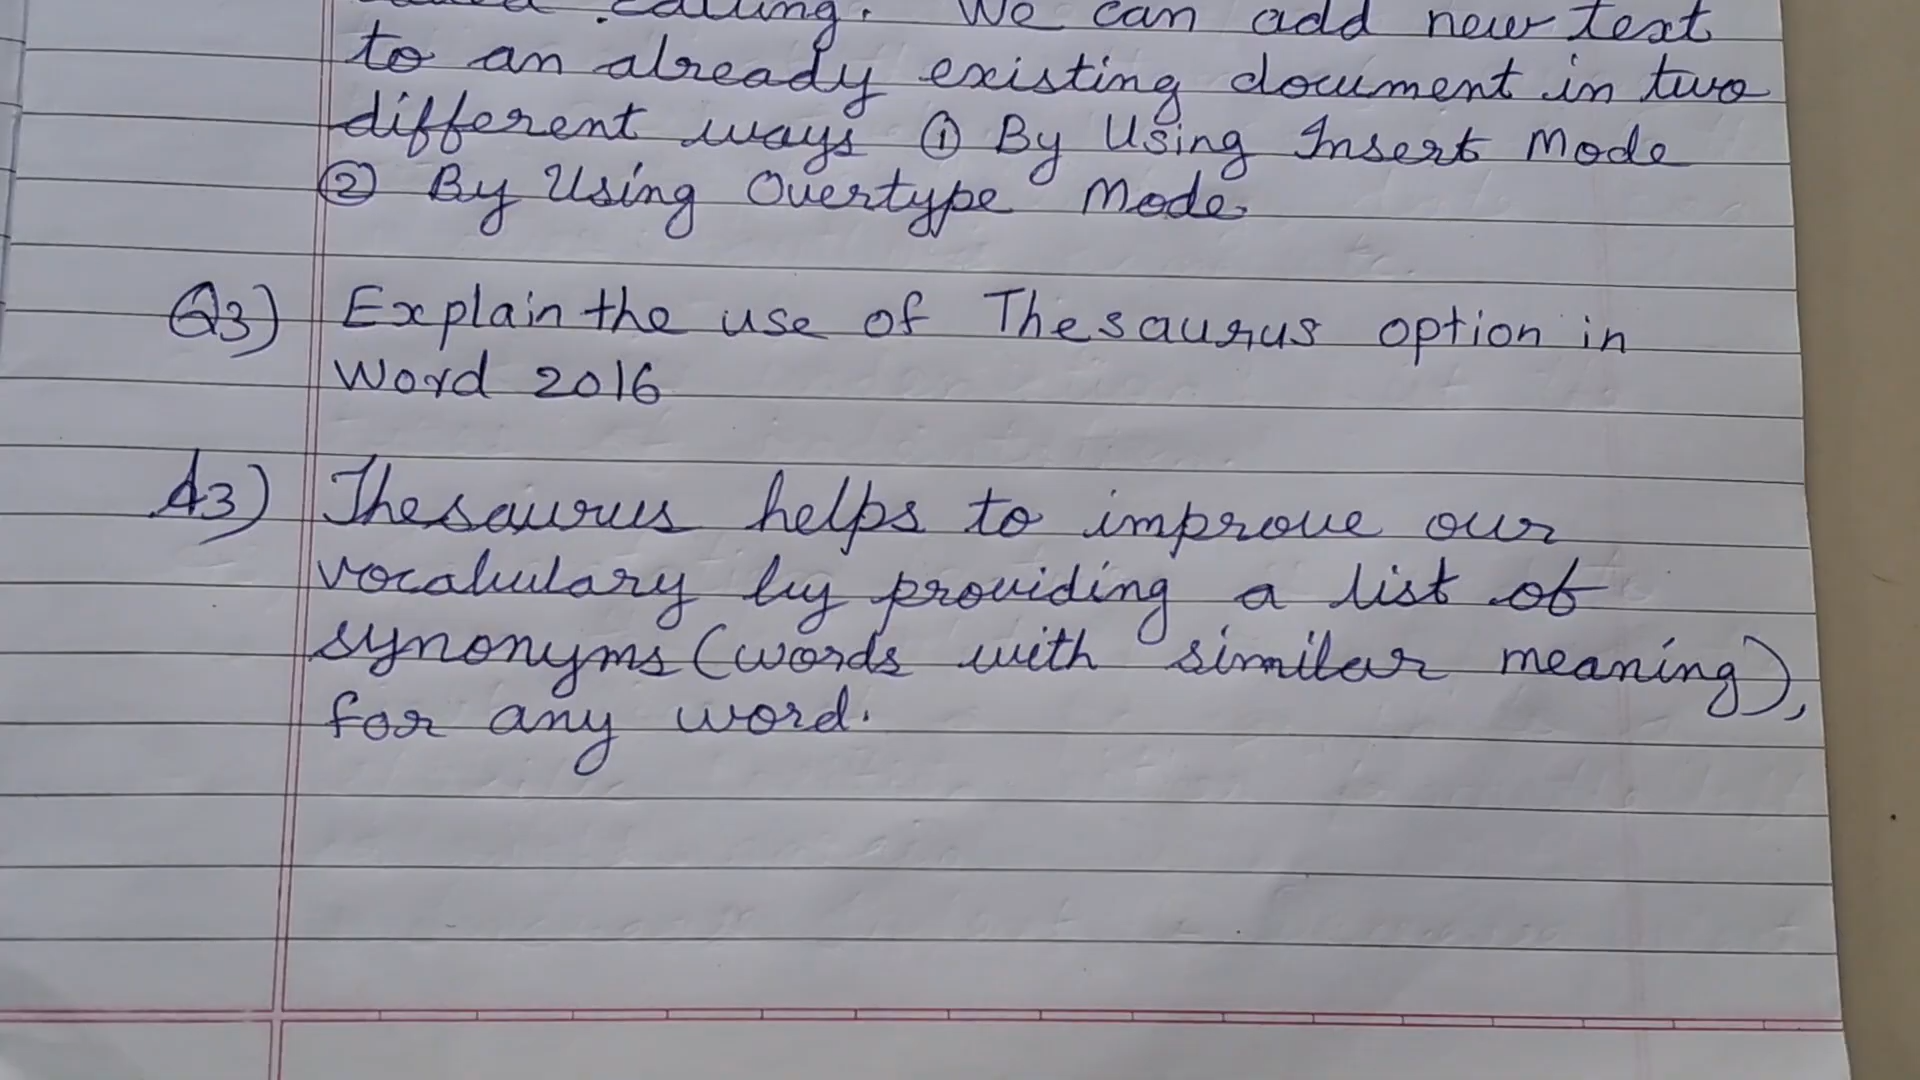 We can add new text
to an already existing document in two
different ways ① By Using Insert Mode
② By Using Overtype Mode.
Q3) Explain the use of Thesaurus option in
Word 2016
A3) Thesaurus helps to improve our
vocabulary by providing a list of
synonyms (words with similar meaning),
for any word.